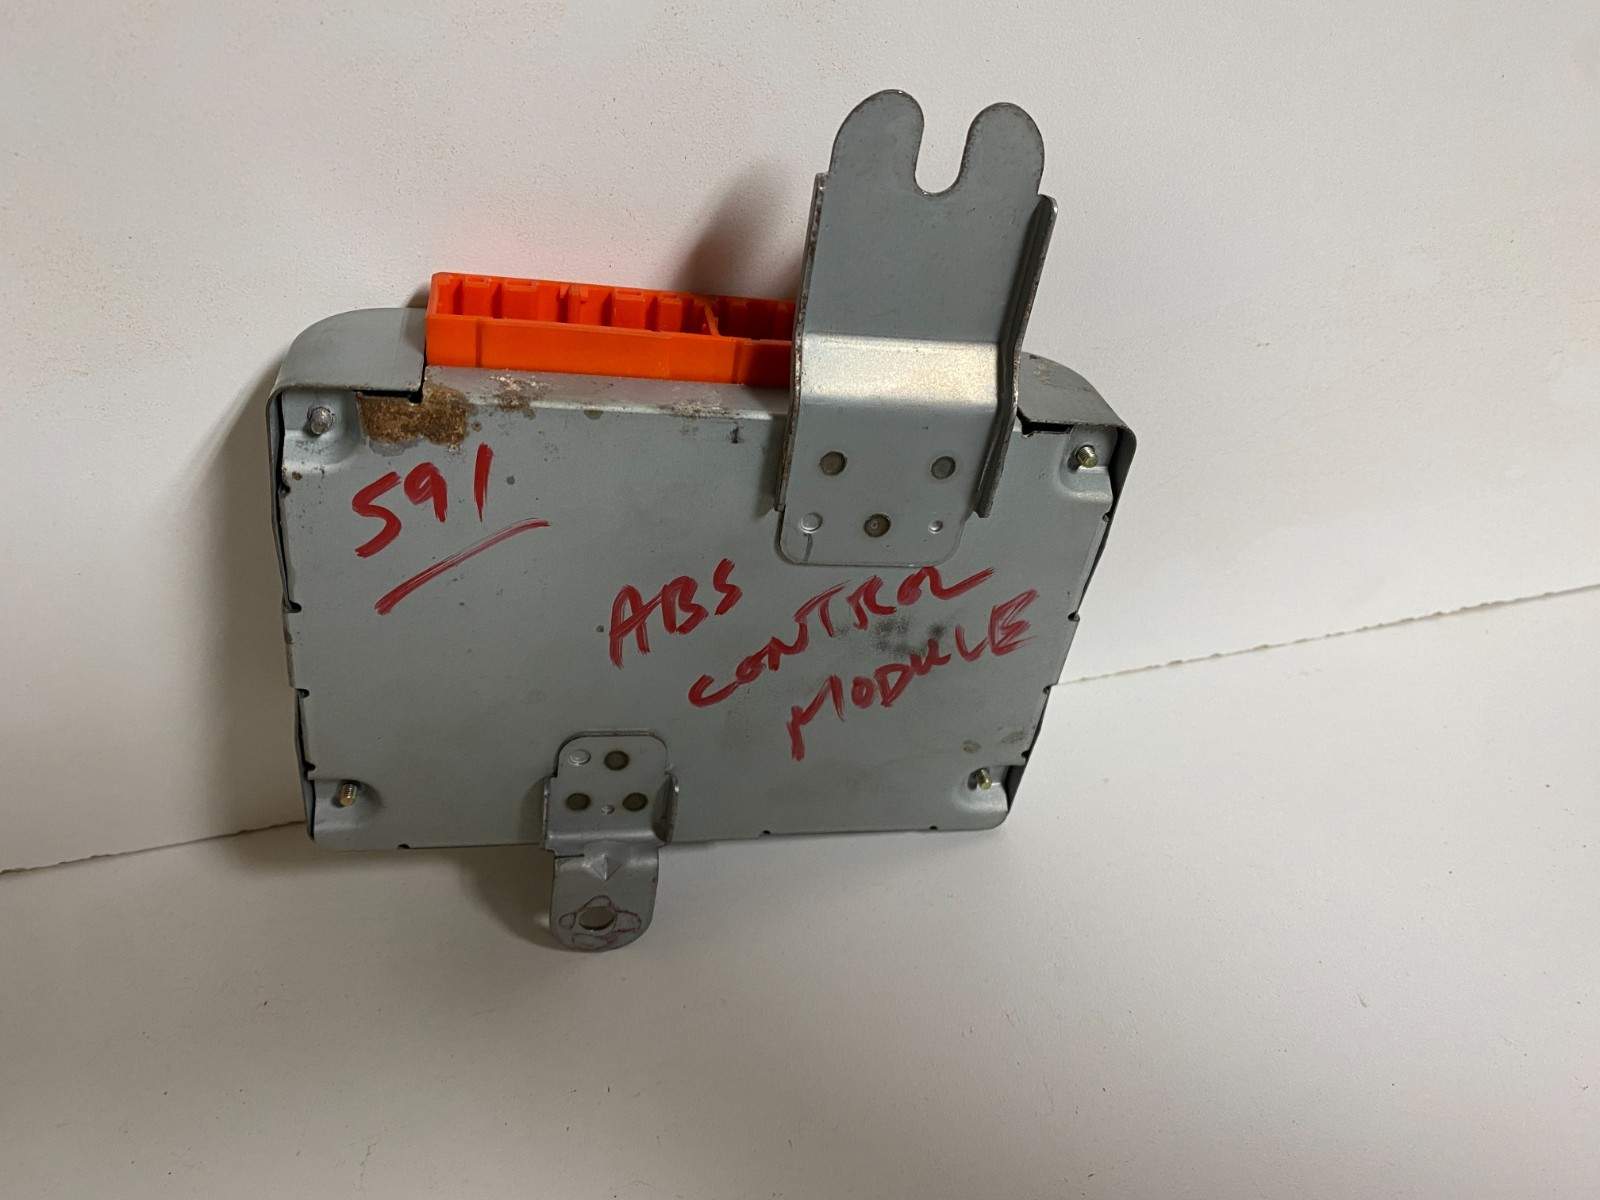 591
ABS
CONTROL
MODULE